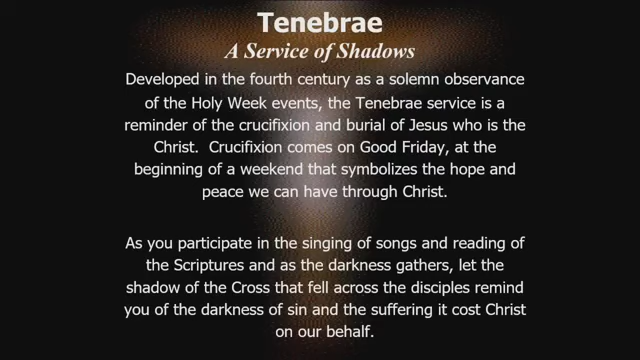 Tenebrae
A Service of Shadows
Developed in the fourth century as a solemn observance
of the Holy Week events, the Tenebrae service is a
reminder of the crucifixion and burial of Jesus who is the
Christ.  Crucifixion comes on Good Friday, at the
beginning of a weekend that symbolizes the hope and
peace we can have through Christ.
As you participate in the singing of songs and reading of
the Scriptures and as the darkness gathers, let the
shadow of the Cross that fell across the disciples remind
you of the darkness of sin and the suffering it cost Christ
on our behalf.